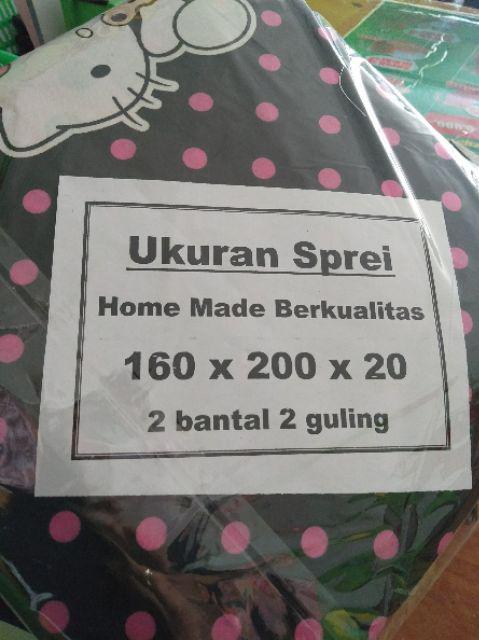 Ukuran Sprei
Home Made Berkualitas
160 x 200 x 20
2 bantal 2 guling